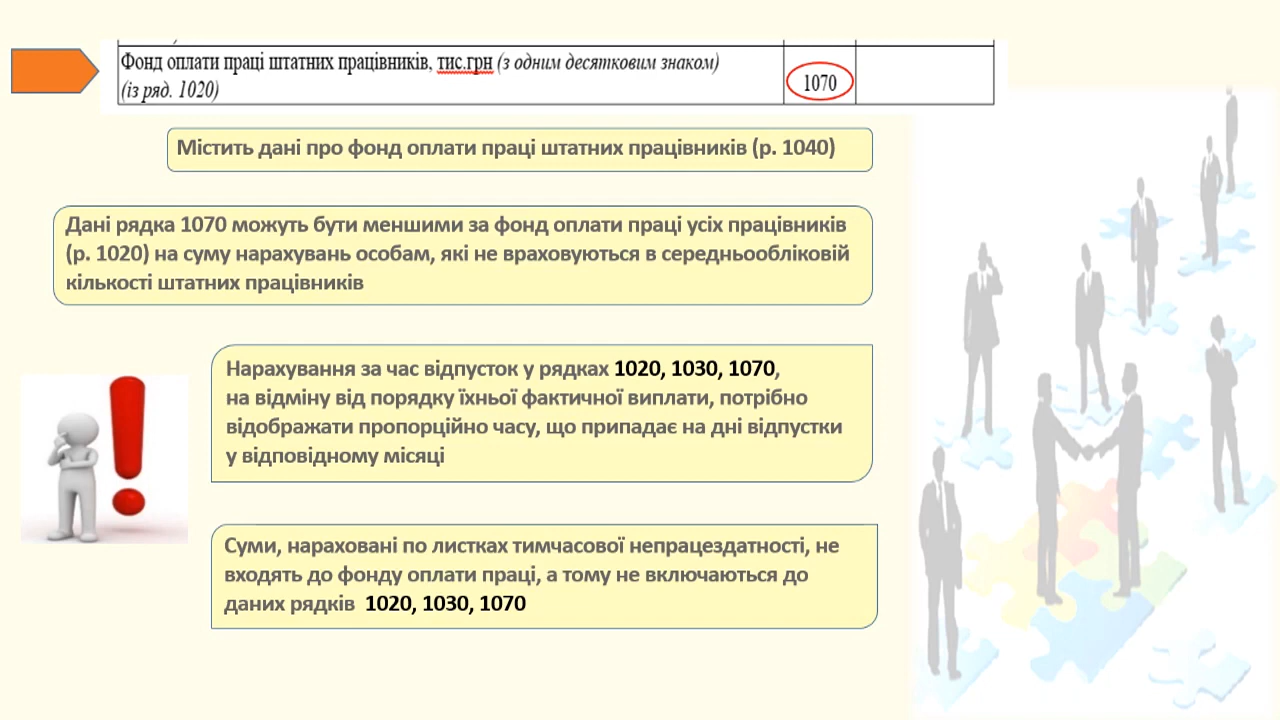 Фонд оплати праці штатних працівників, тис.грн (з одним десятковим знаком)
(із ряд. 1020)
1070
Містить дані про фонд оплати праці штатних працівників (р. 1040)
Дані рядка 1070 можуть бути меншими за фонд оплати праці усіх працівників
(р. 1020) на суму нарахувань особам, які не враховуються в середньообліковій
кількості штатних працівників
Нарахування за час відпусток у рядках 1020, 1030, 1070,
на відміну від порядку їхньої фактичної виплати, потрібно
відображати пропорційно часу, що припадає на дні відпустки
у відповідному місяці
Суми, нараховані по листках тимчасової непрацездатності, не
входять до фонду оплати праці, а тому не включаються до
даних рядків 1020, 1030, 1070